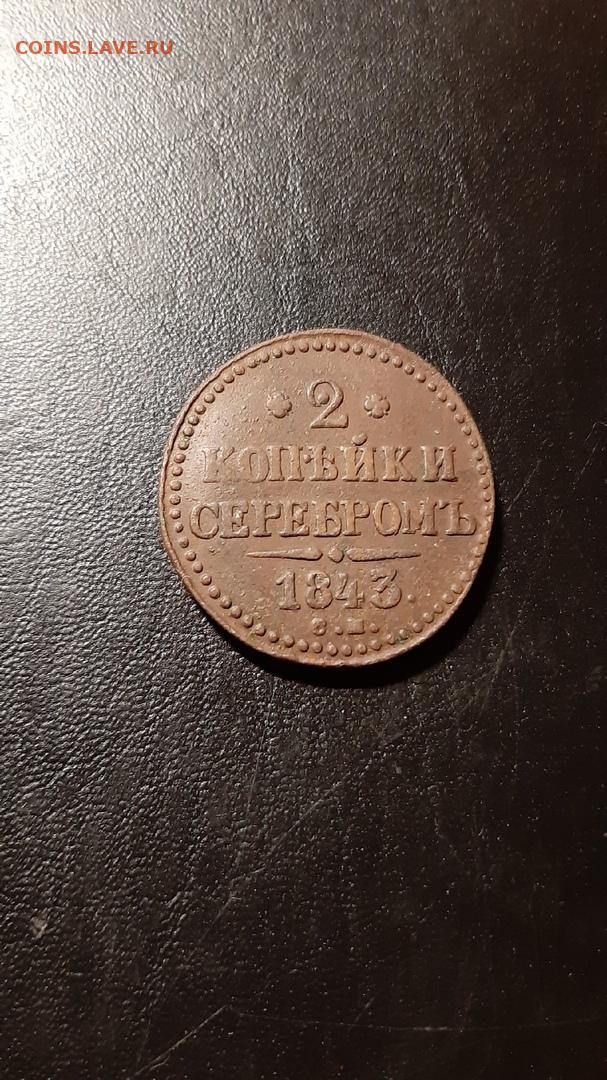 COINS.LAVE.RU
2
КОПѢЙКИ
СЕРЕБРОМЪ
1843.